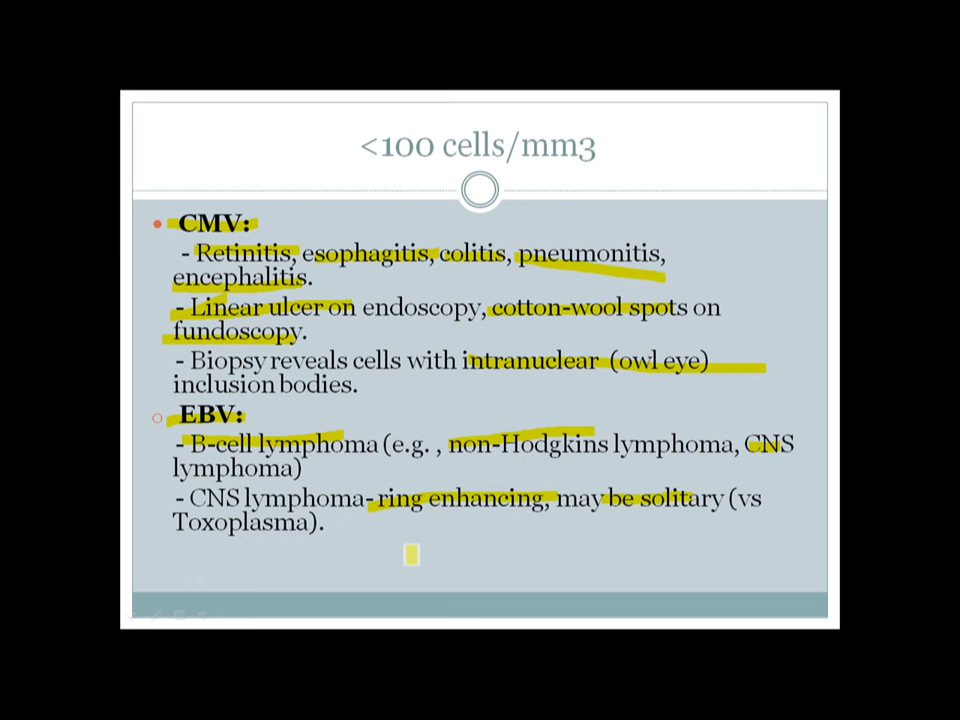 <100 cells/mm3
• CMV:
- Retinitis, esophagitis, colitis, pneumonitis,
encephalitis.
- Linear ulcer on endoscopy, cotton-wool spots on
fundoscopy.
- Biopsy reveals cells with intranuclear (owl eye)
inclusion bodies.
○ EBV:
- B-cell lymphoma (e.g. , non-Hodgkins lymphoma, CNS
lymphoma)
- CNS lymphoma- ring enhancing, may be solitary (vs
Toxoplasma).